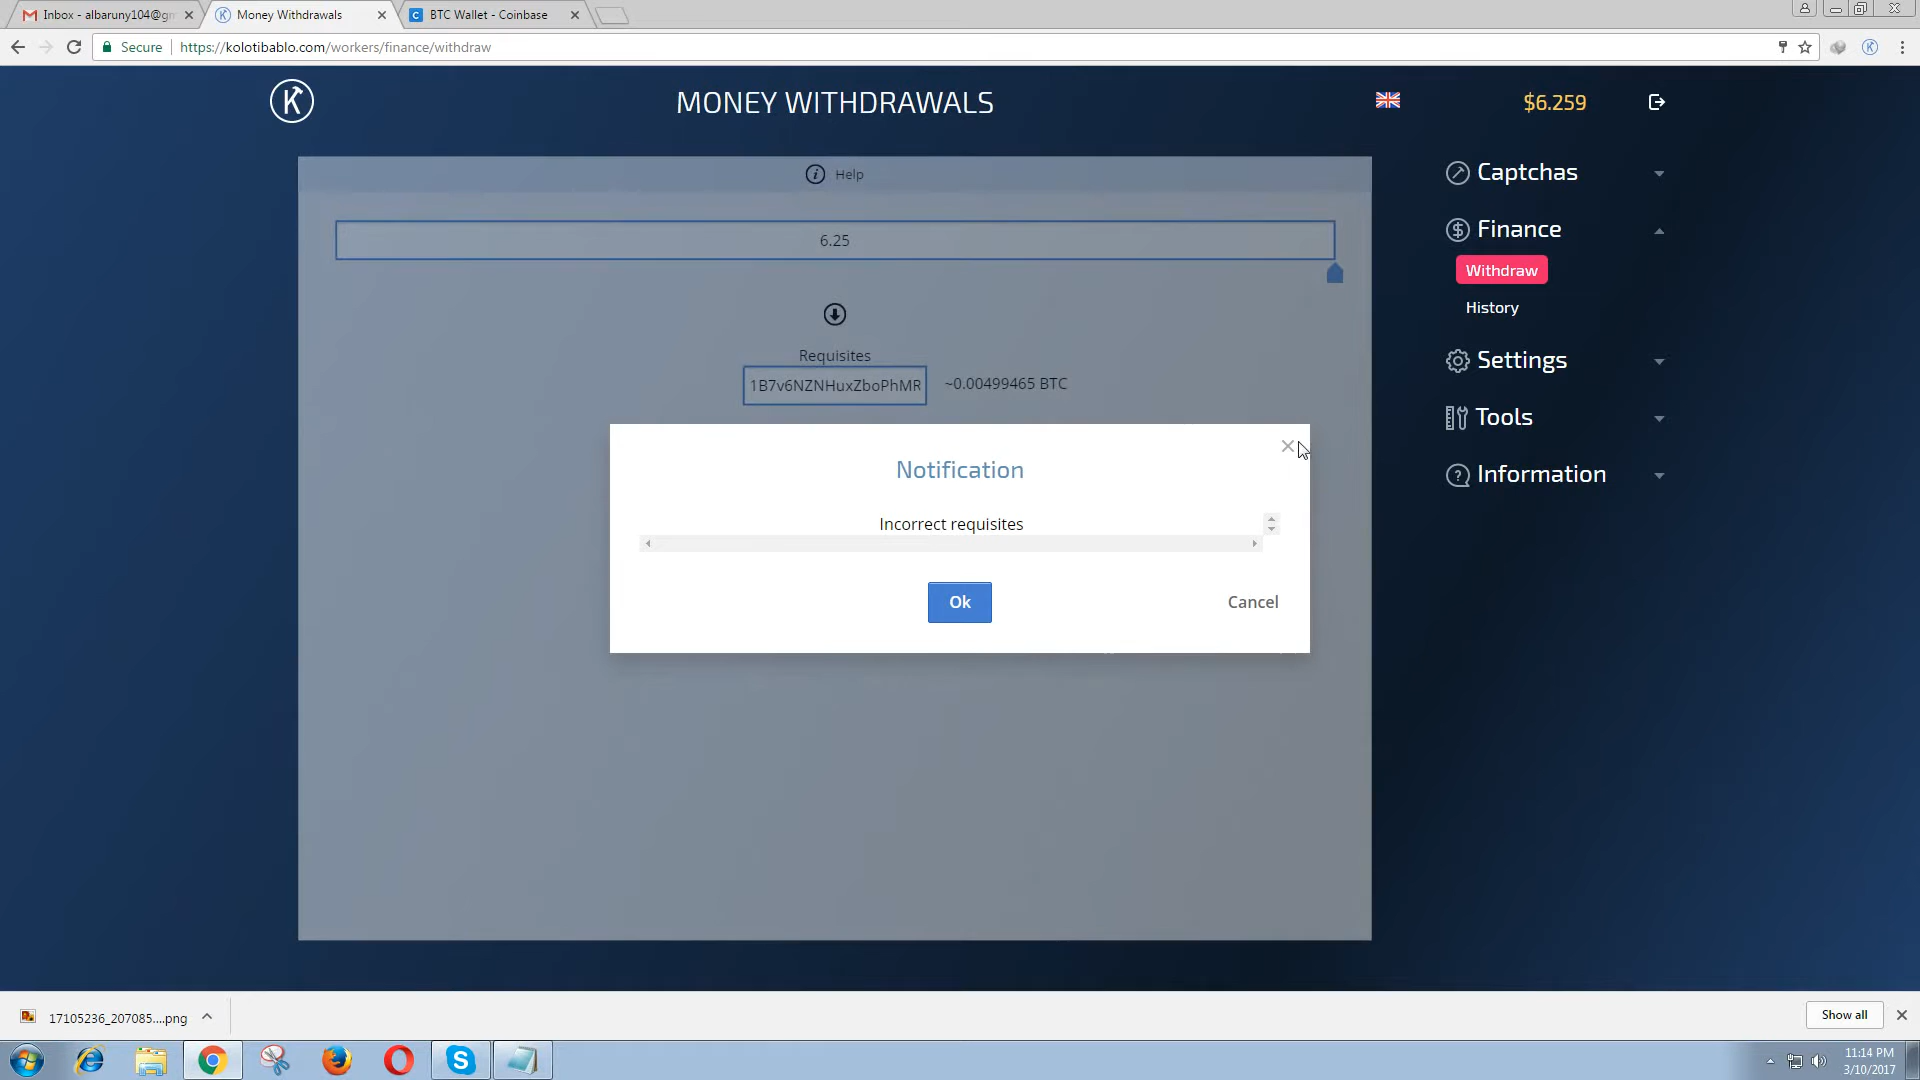 Inbox - albaruny104@gm
Money Withdrawals
BTC Wallet - Coinbase
Secure
https://kolotibablo.com/workers/finance/withdraw
MONEY WITHDRAWALS
$6.259
Help
6.25
Requisites
1B7v6NZNHuxZboPhMR
~0.00499465 BTC
Notification
Incorrect requisites
Ok
Cancel
Captchas
Finance
Withdraw
History
Settings
Tools
Information
17105236_207085....png
Show all
11:14 PM
3/10/2017